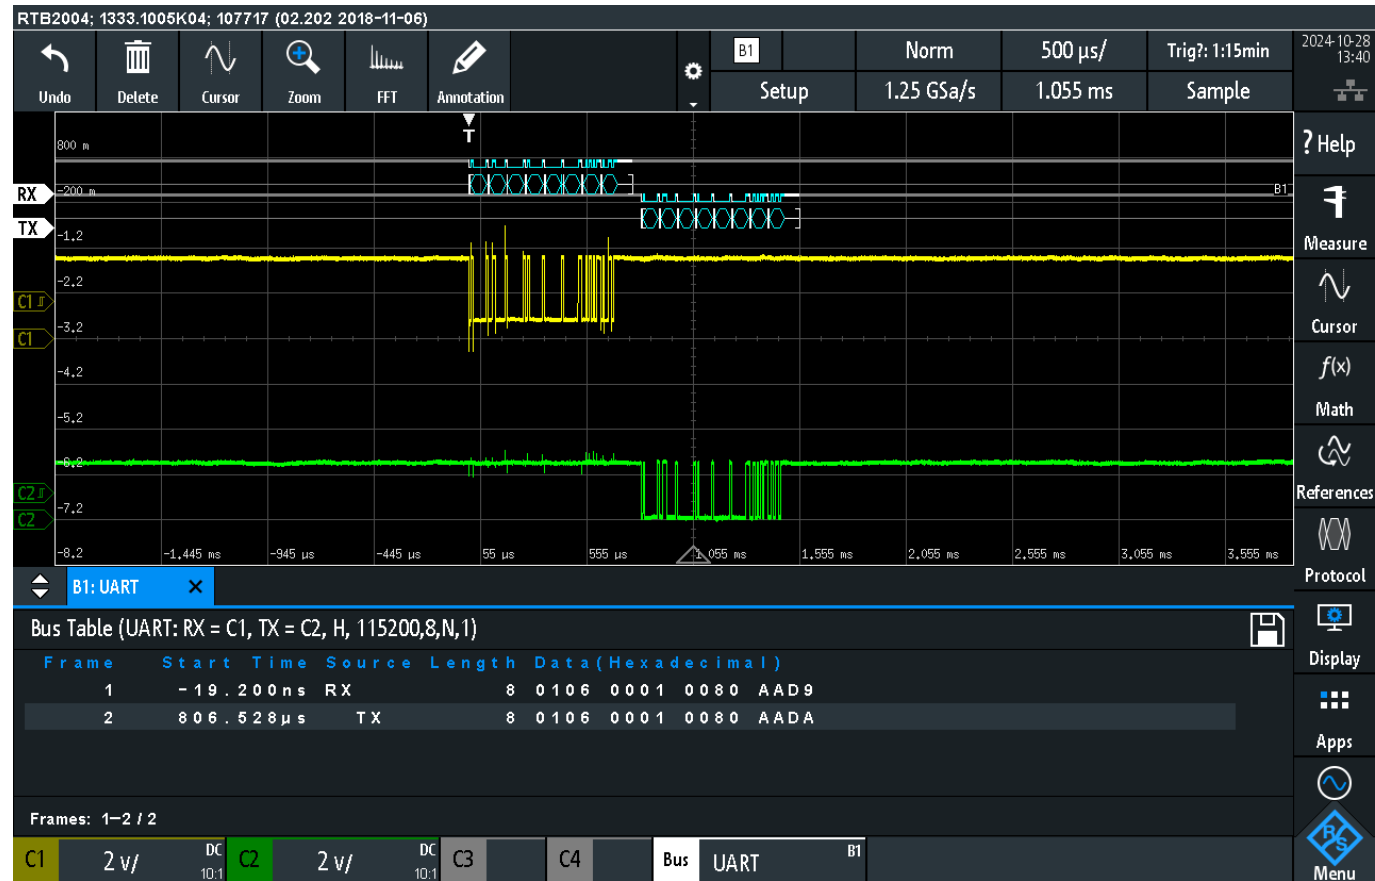 RTB2004; 1333.1005K04; 107717 (02.202 2018-11-06)
Undo Delete Cursor Zoom FFT Annotation
B1 Norm 500 µs/ Trig?: 1:15min
Setup 1.25 GSa/s 1.055 ms Sample
2024-10-28
13:40
? Help
Measure
Cursor
f(x)
Math
References
Protocol
Display
Apps
R&S
Menu
T
800 m
RX
-200 m
B1
TX
-1.2
-2.2
C1
-3.2
C1
-4.2
-5.2
-6.2
C2
-7.2
C2
-8.2 -1.445 ms -945 µs -445 µs 55 µs 555 µs 1.055 ms 1.555 ms 2.055 ms 2.555 ms 3.055 ms 3.555 ms
B1: UART ×
Bus Table (UART: RX = C1, TX = C2, H, 115200,8,N,1)
Frame Start Time Source Length Data(Hexadecimal)
1 -19.200ns RX 8 0106 0001 0080 AAD9
2 806.528µs TX 8 0106 0001 0080 AADA
Frames: 1-2 / 2
C1 2 V/ DC 10:1 C2 2 V/ DC 10:1 C3 C4 Bus UART B1